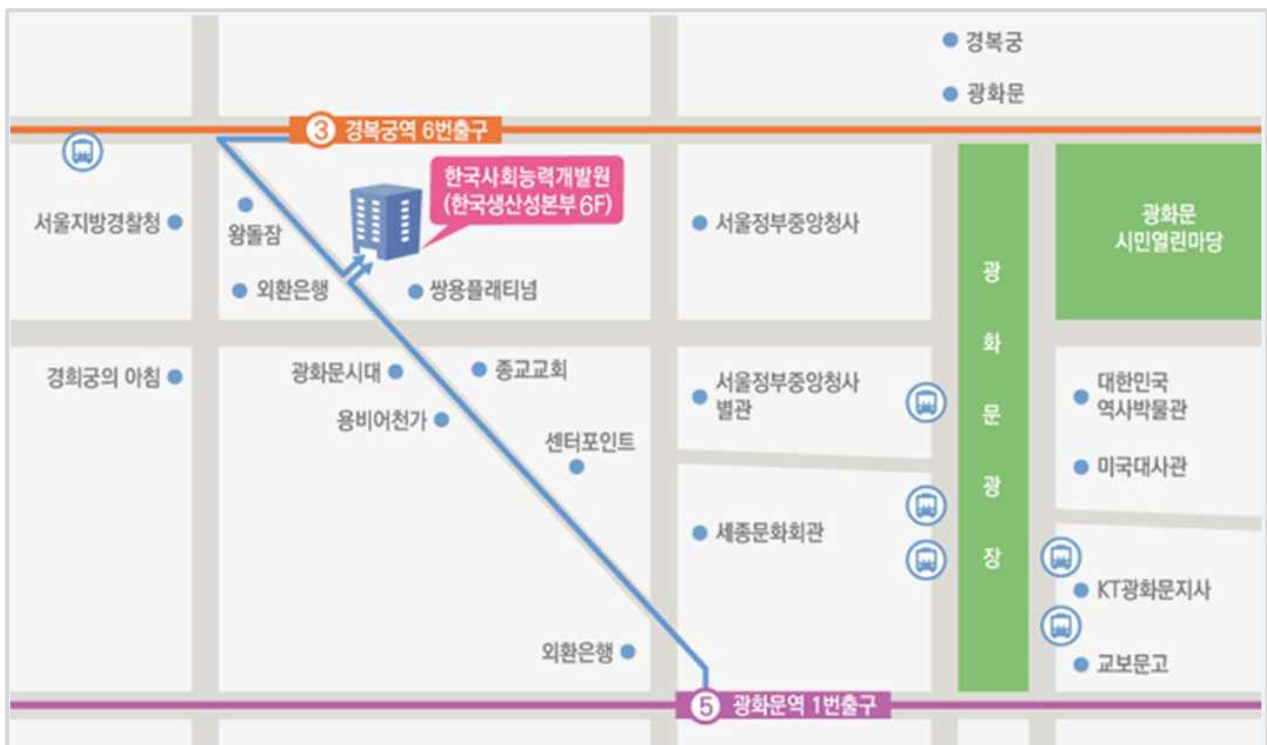 경복궁
광화문
3 경복궁역 6번출구
한국사회능력개발원
(한국생산성본부 6F)
서울지방경찰청
왕돌잠
서울정부중앙청사
광화문
시민열린마당
외환은행
쌍용플래티넘
광화문광장
경희궁의 아침
광화문시대
종교교회
서울정부중앙청사
별관
대한민국
역사박물관
용비어천가
센터포인트
미국대사관
세종문화회관
KT광화문지사
외환은행
교보문고
5 광화문역 1번출구